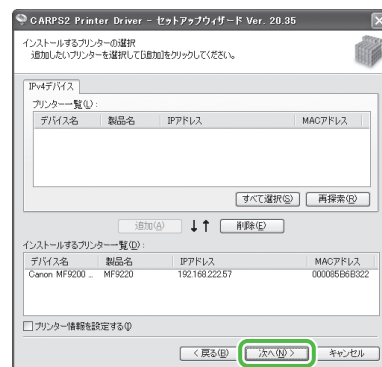 CARPS2 Printer Driver - セットアップウィザード Ver. 20.35
インストールするプリンターの選択
追加したいプリンターを選択して[追加]をクリックしてください。
IPv4デバイス
プリンター一覧(L):
デバイス名 製品名 IPアドレス MACアドレス
すべて選択(S) 再探索(R)
追加(A) ↓↑ 削除(E)
インストールするプリンター一覧(D):
デバイス名 製品名 IPアドレス MACアドレス
Canon MF9200 ... MF9220 192.168.222.57 000085B6B322
プリンター情報を設定する(I)
< 戻る(B) 次へ(N) > キャンセル